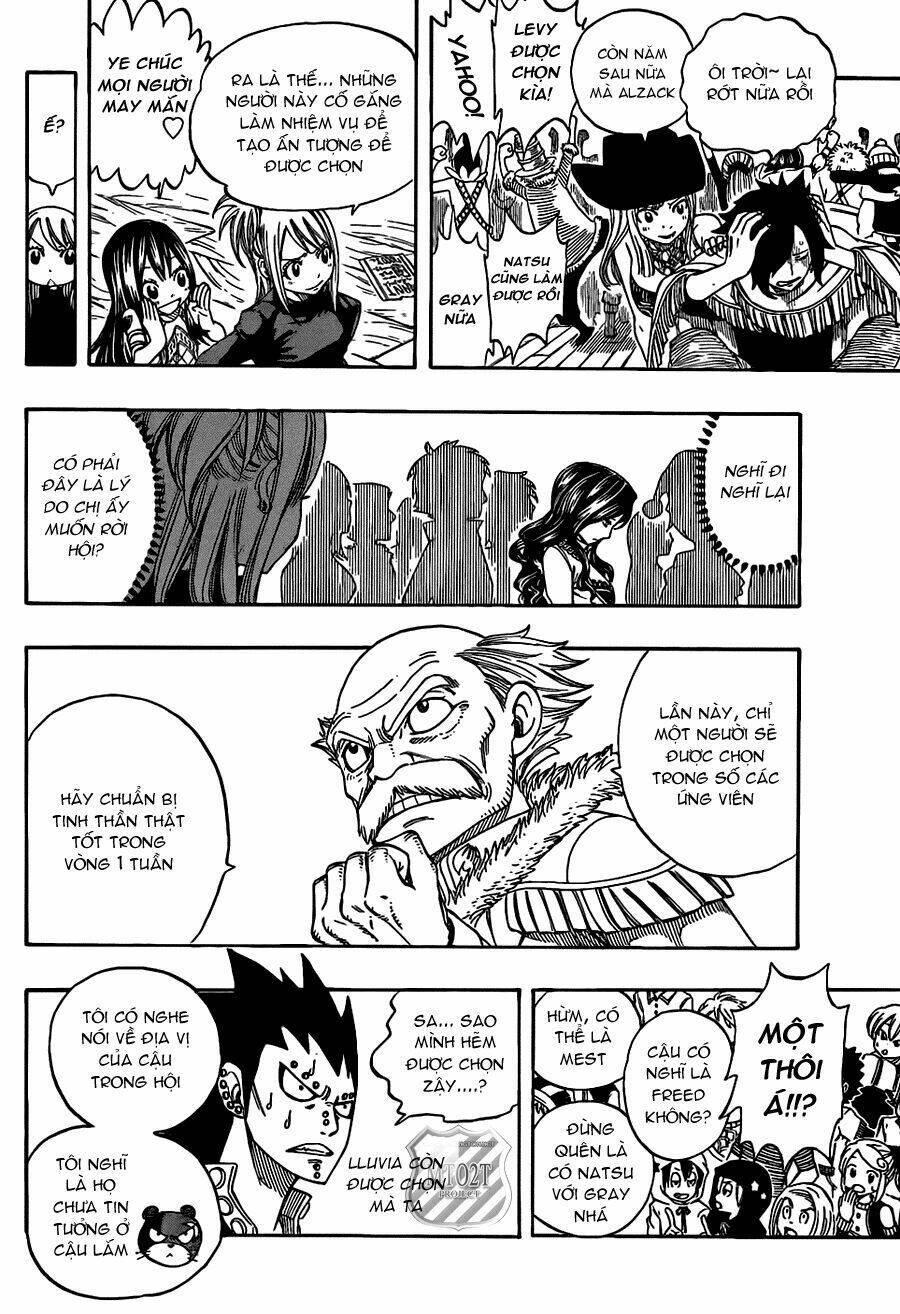 ÔI TRỜI~ LẠI
RỚT NỮA RỒI
CÒN NĂM
SAU NỮA
MÀ ALZACK
LEVY
ĐƯỢC
CHỌN
KÌA!
YAHOO!
NATSU
CŨNG LÀM
ĐƯỢC RỒI
GRAY
NỮA
RA LÀ THẾ... NHỮNG
NGƯỜI NÀY CỐ GẮNG
LÀM NHIỆM VỤ ĐỂ
TẠO ẤN TƯỢNG ĐỂ
ĐƯỢC CHỌN
YE CHÚC
MỌI NGƯỜI
MAY MẮN
♡
Ế?
NGHĨ ĐI
NGHĨ LẠI
CÓ PHẢI
ĐÂY LÀ LÝ
DO CHỊ ẤY
MUỐN RỜI
HỘI?
LẦN NÀY, CHỈ
MỘT NGƯỜI SẼ
ĐƯỢC CHỌN
TRONG SỐ CÁC
ỨNG VIÊN
HÃY CHUẨN BỊ
TINH THẦN THẬT
TỐT TRONG
VÒNG 1 TUẦN
MỘT
THÔI
Á!!?
CẬU CÓ
NGHĨ LÀ
FREED
KHÔNG?
HỪM, CÓ
THỂ LÀ
MEST
ĐỪNG
QUÊN LÀ
CÓ NATSU
VỚI GRAY
NHÁ
SA... SAO
MÌNH HẼM
ĐƯỢC CHỌN
ZẬY....?
LLUVIA CÒN
ĐƯỢC CHỌN
MÀ TA
MTO2T
PROJECT
TÔI CÓ NGHE
NÓI VỀ ĐỊA VỊ
CỦA CẬU
TRONG HỘI
TÔI NGHĨ
LÀ HỌ
CHƯA TIN
TƯỞNG Ở
CẬU LẮM